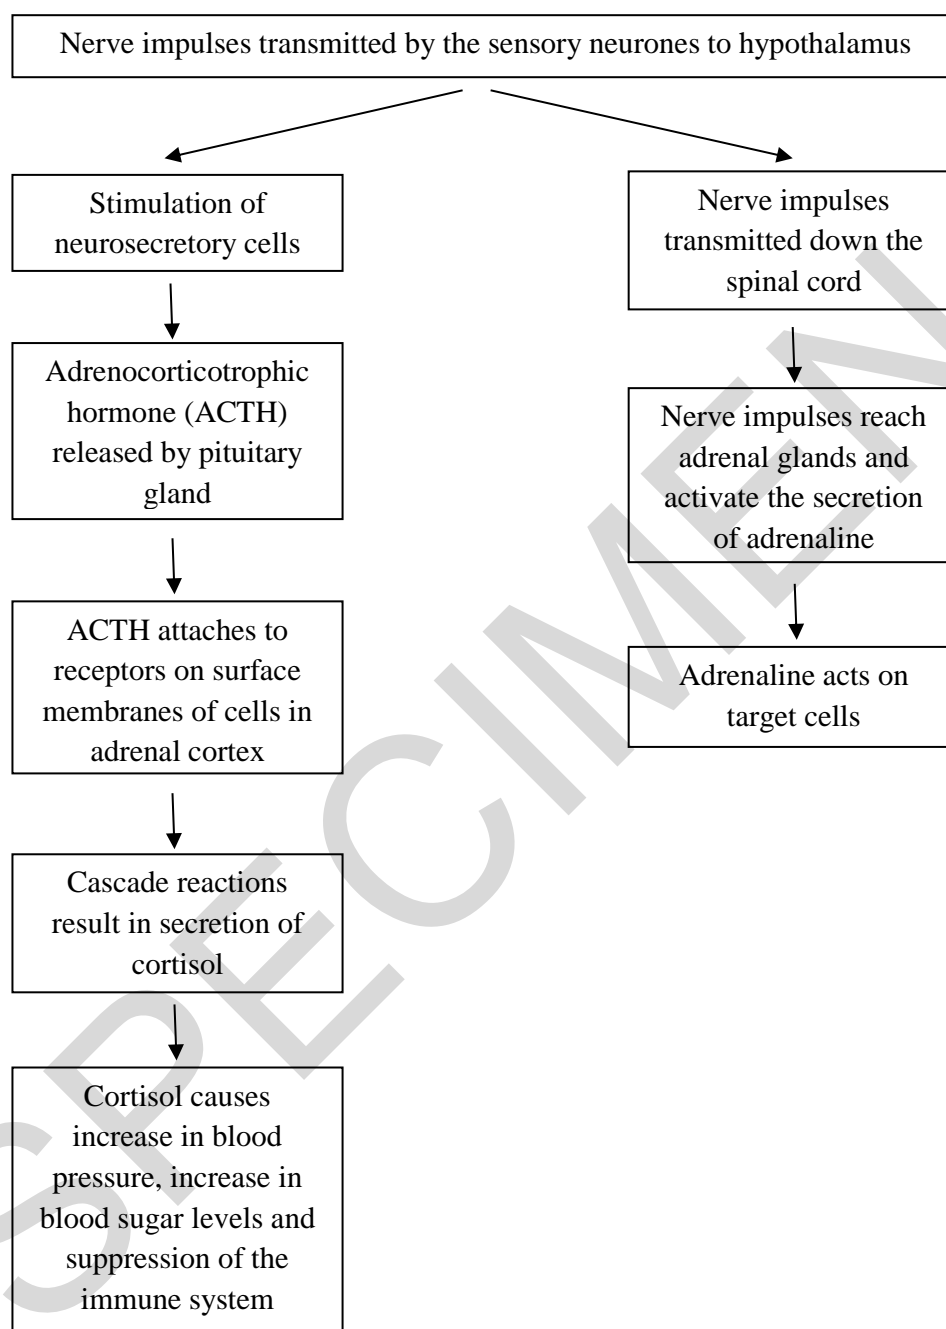 Nerve impulses transmitted by the sensory neurones to hypothalamus
Stimulation of
neurosecretory cells
Adrenocorticotrophic
hormone (ACTH)
released by pituitary
gland
ACTH attaches to
receptors on surface
membranes of cells in
adrenal cortex
Cascade reactions
result in secretion of
cortisol
Cortisol causes
increase in blood
pressure, increase in
blood sugar levels and
suppression of the
immune system
Nerve impulses
transmitted down the
spinal cord
Nerve impulses reach
adrenal glands and
activate the secretion
of adrenaline
Adrenaline acts on
target cells
SPECIMEN